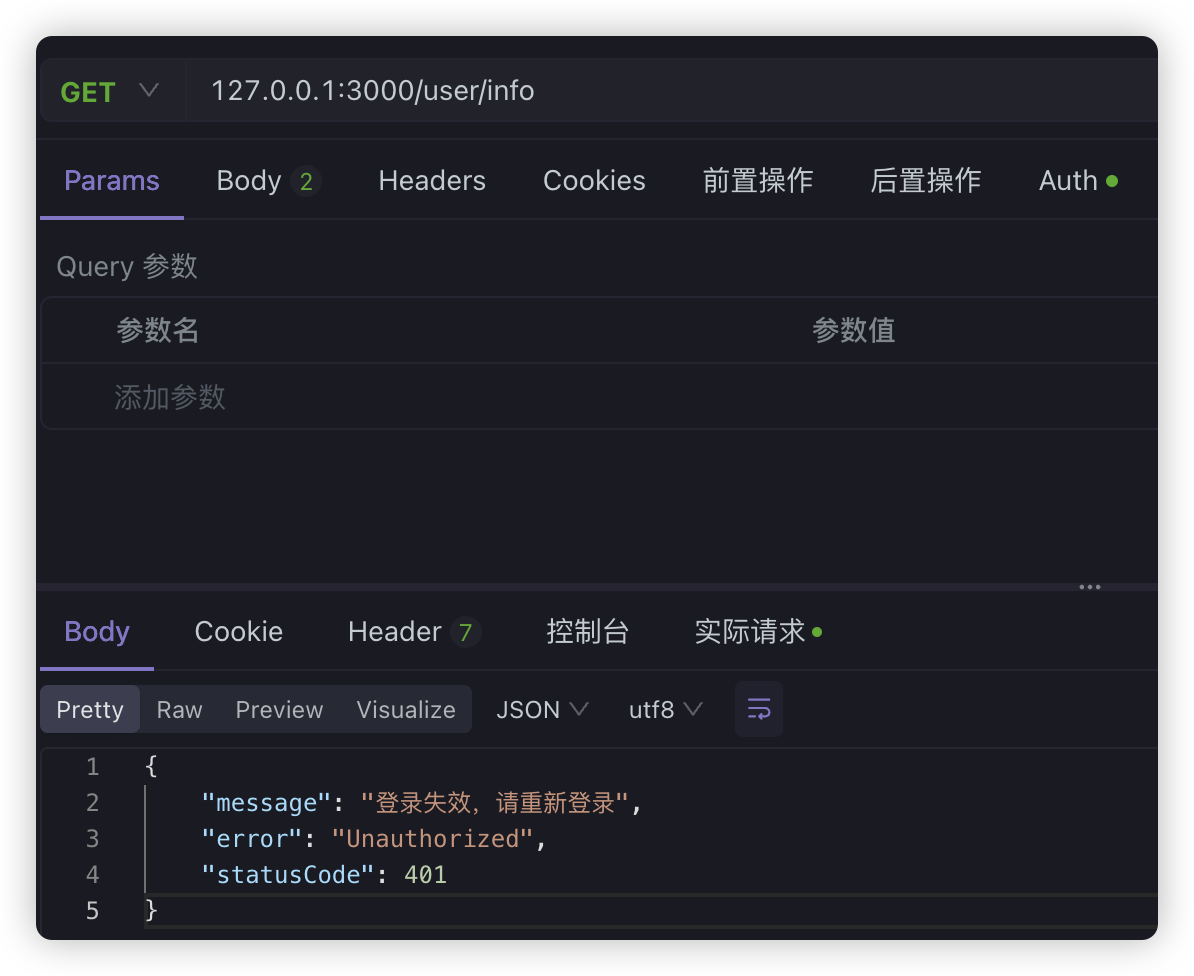 GET 127.0.0.1:3000/user/info
Params Body 2 Headers Cookies 前置操作 后置操作 Auth
Query 参数
参数名 参数值
添加参数
Body Cookie Header 7 控制台 实际请求
Pretty Raw Preview Visualize JSON utf8
1 {
2 "message": "登录失效，请重新登录",
3 "error": "Unauthorized",
4 "statusCode": 401
5 }